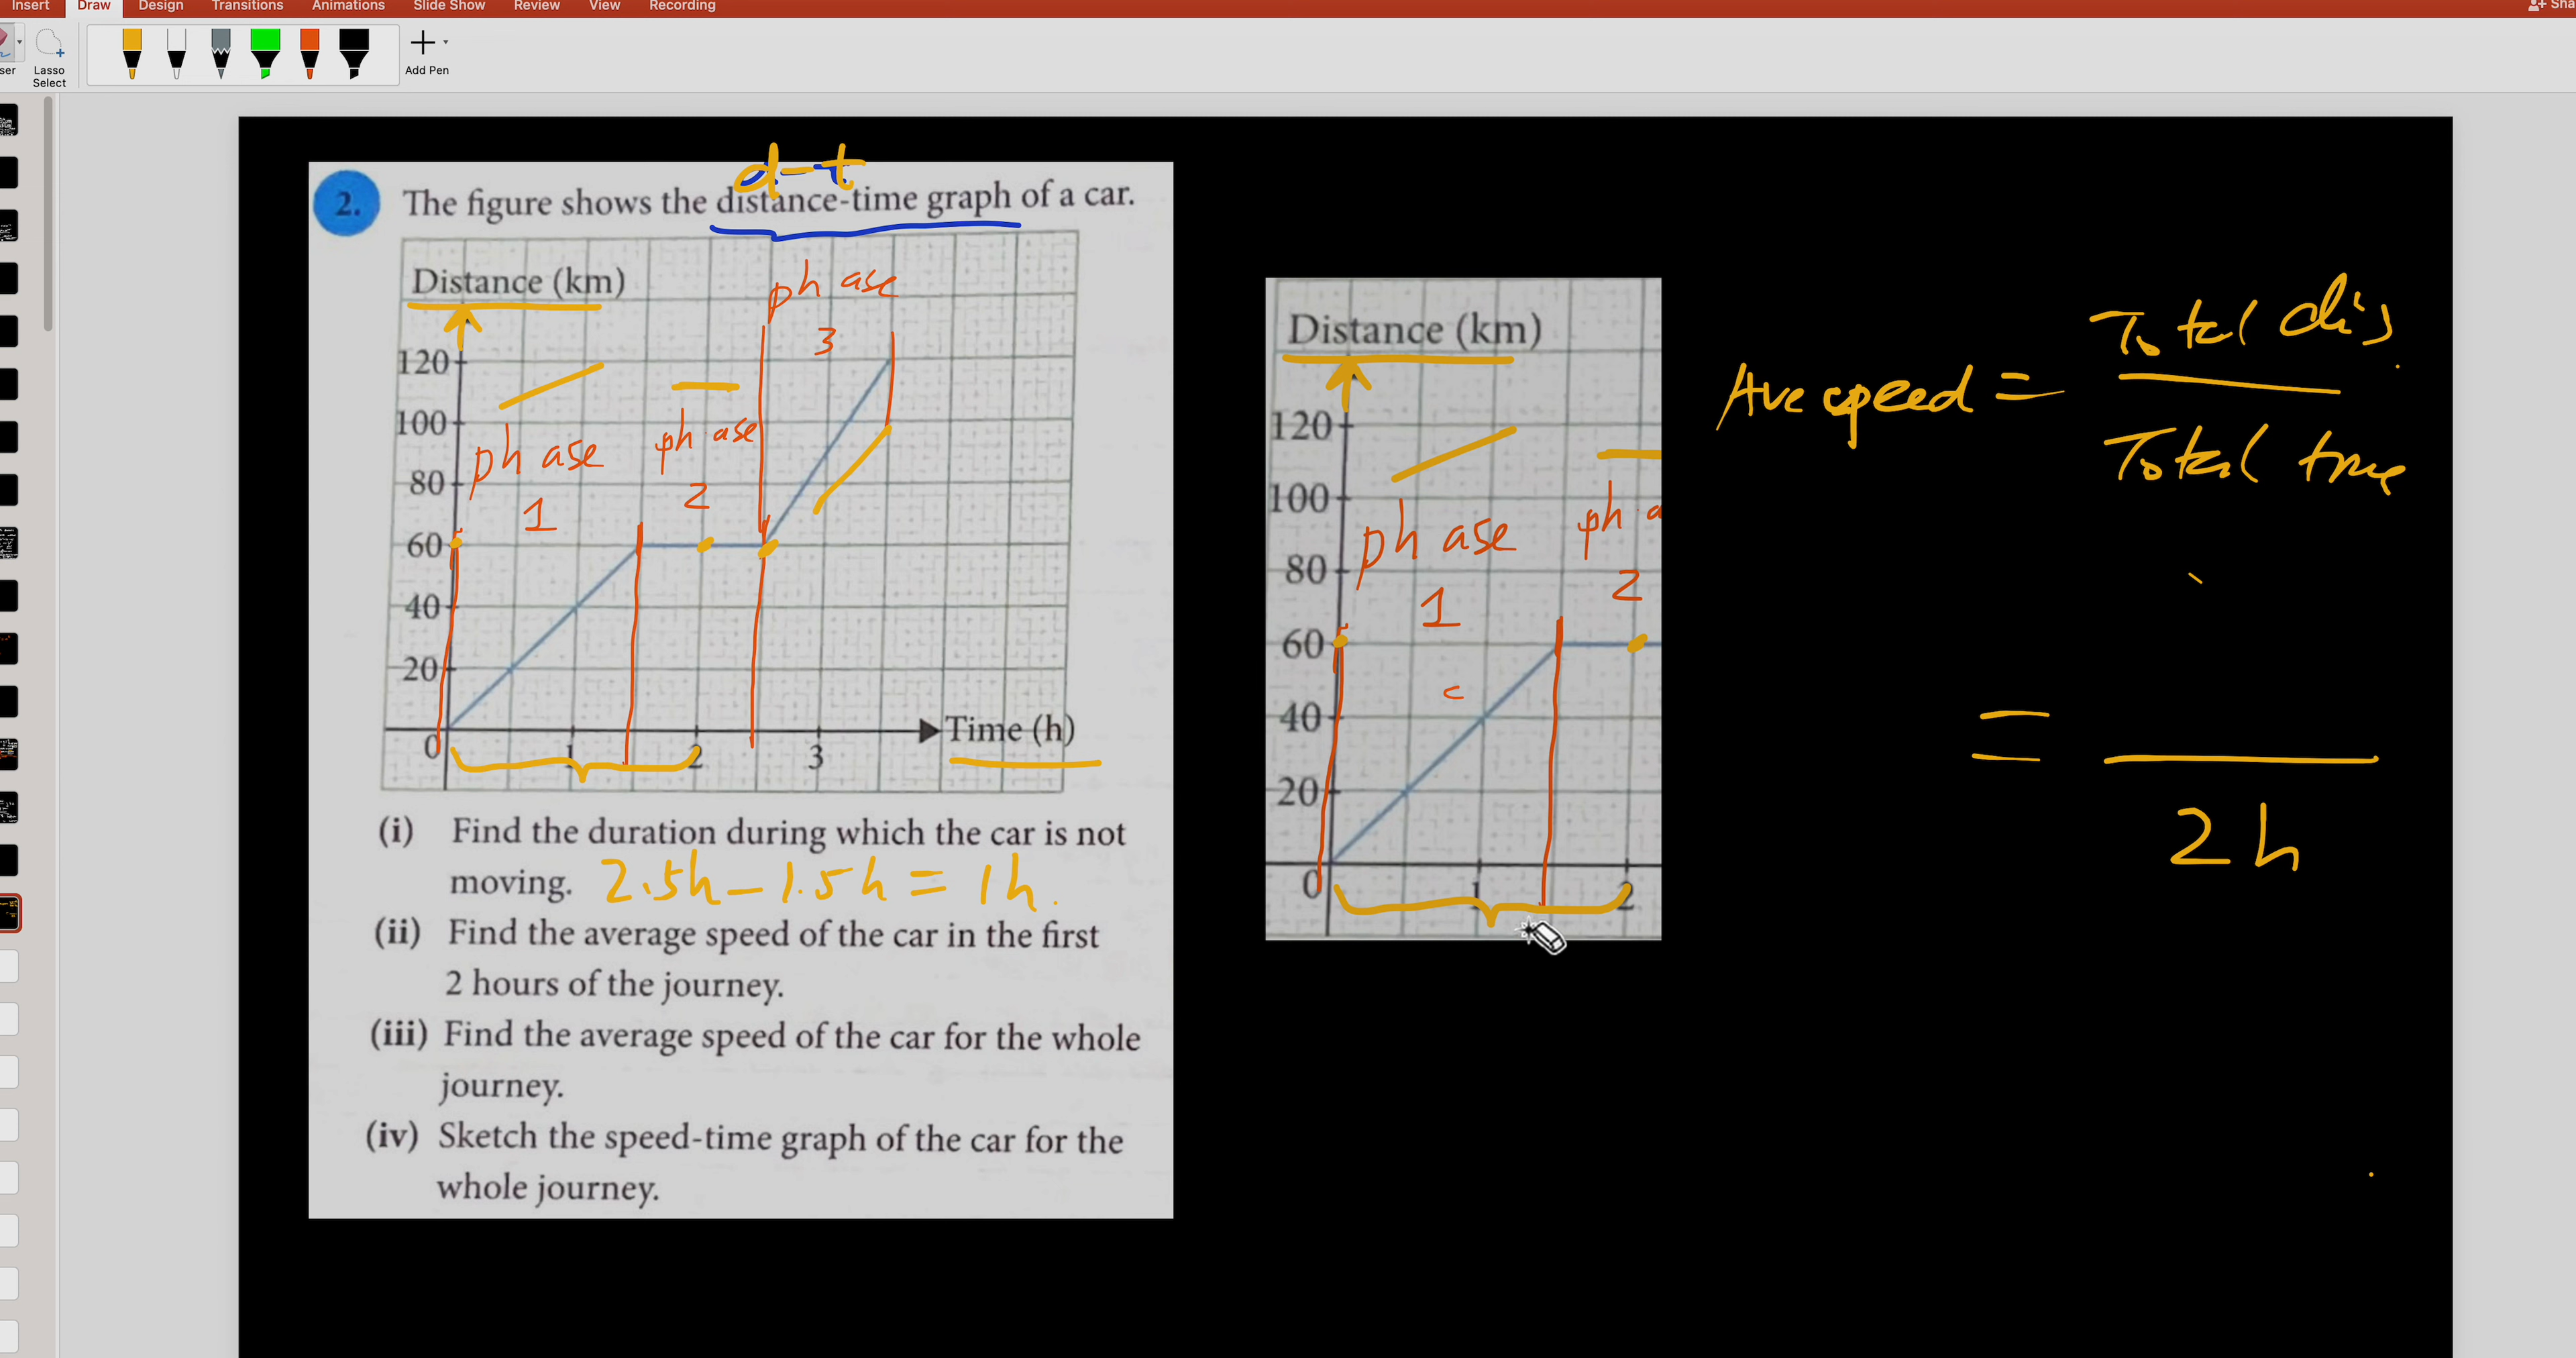 Insert Draw Design Transitions Animations Slide Show Review View Recording
Lasso
Select
Add Pen
d-t
2. The figure shows the distance-time graph of a car.
Distance (km)
120
100
80
60
40
20
0
1
2
3
Time (h)
phase
1
phase
2
phase
3
(i) Find the duration during which the car is not
moving. 2.5h - 1.5h = 1h.
(ii) Find the average speed of the car in the first
2 hours of the journey.
(iii) Find the average speed of the car for the whole
journey.
(iv) Sketch the speed-time graph of the car for the
whole journey.
Distance (km)
120
100
80
60
40
20
0
1
2
phase
1
c
ph a
2
Ave speed = Total dis
Total time
=
2h